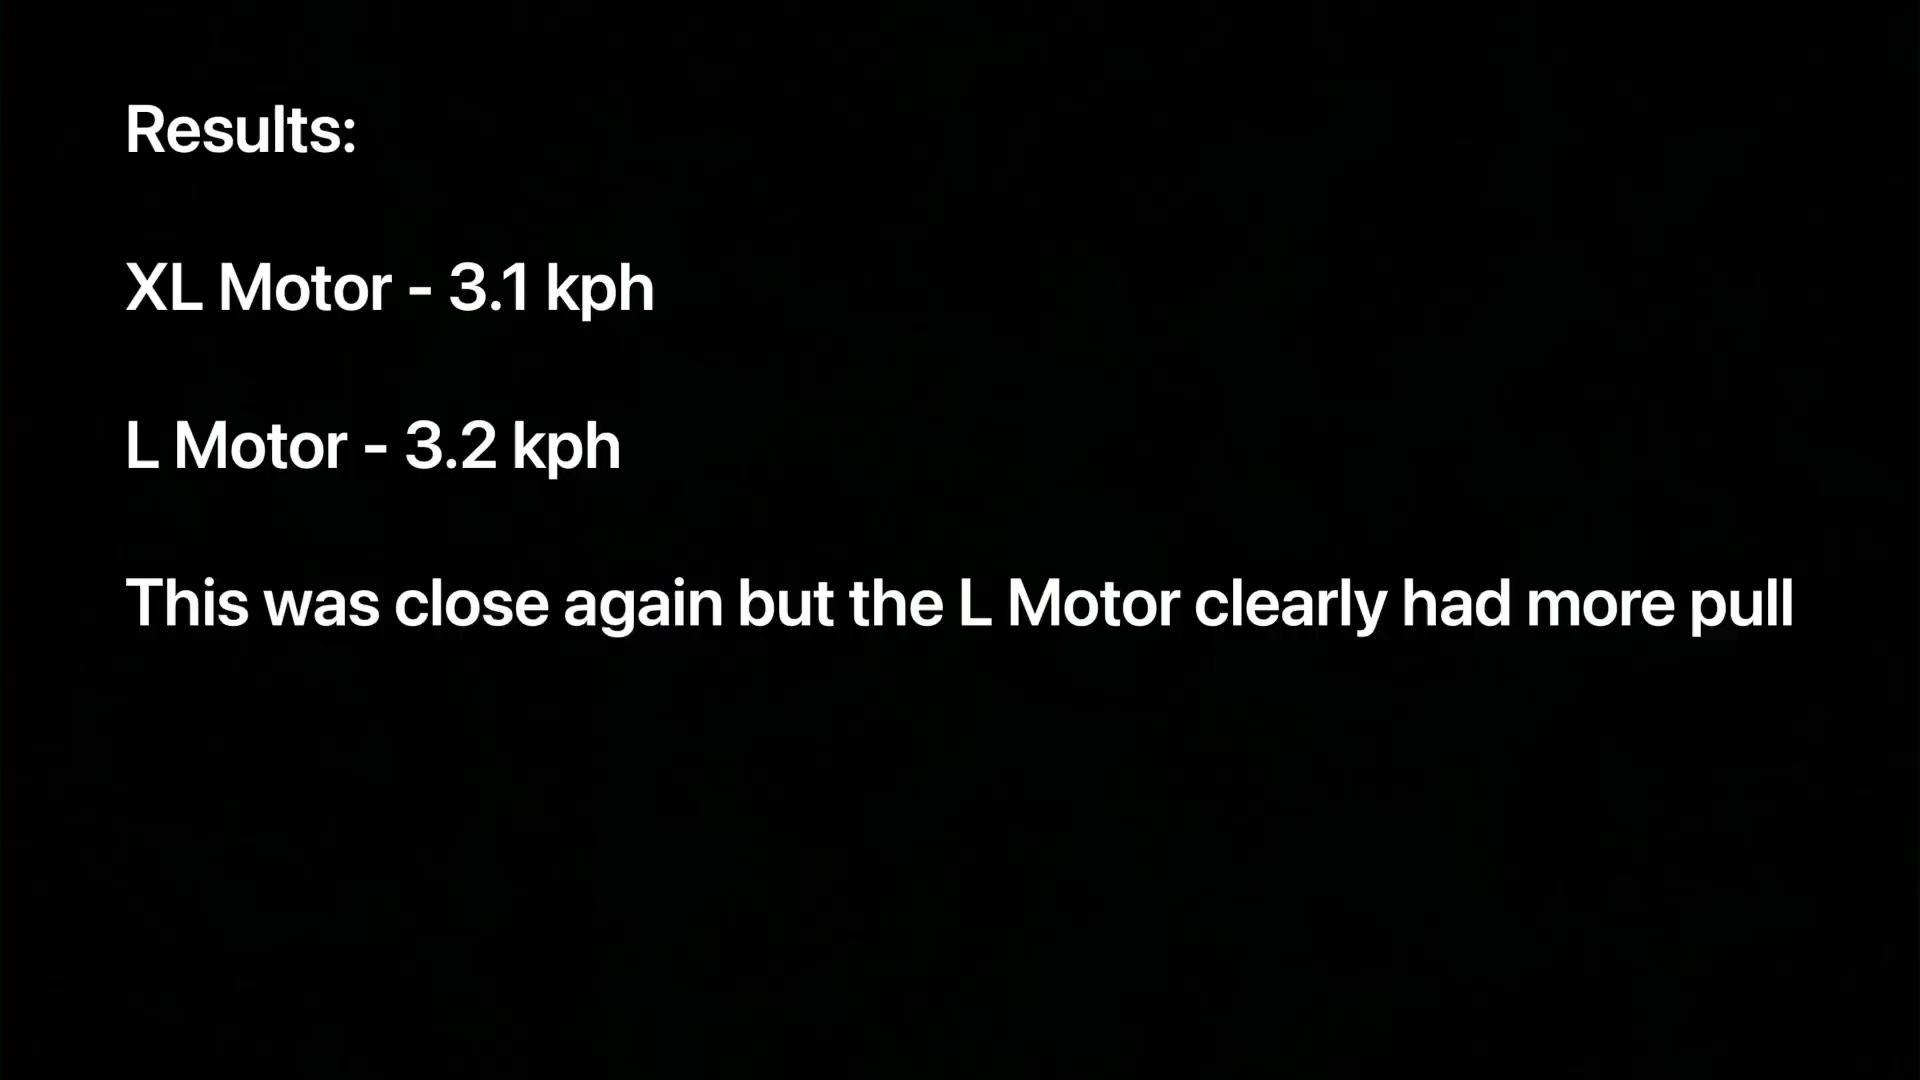 Results:
XL Motor - 3.1 kph
L Motor - 3.2 kph
This was close again but the L Motor clearly had more pull